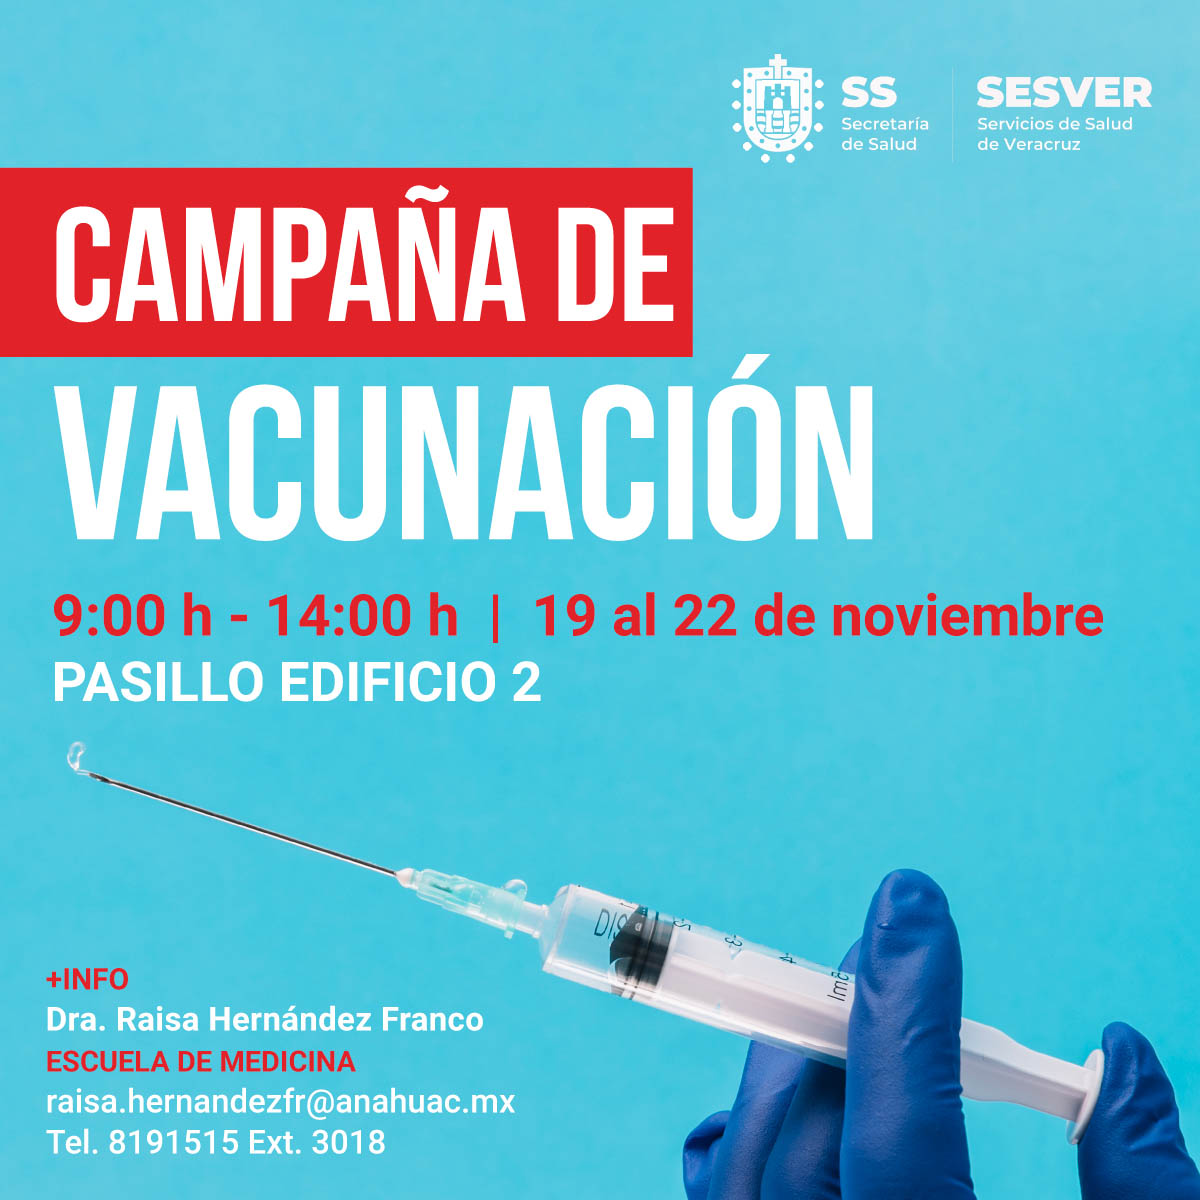 SS
Secretaría
de Salud
SESVER
Servicios de Salud
de Veracruz
CAMPAÑA DE
VACUNACIÓN
9:00 h - 14:00 h | 19 al 22 de noviembre
PASILLO EDIFICIO 2
+INFO
Dra. Raisa Hernández Franco
ESCUELA DE MEDICINA
raisa.hernandezfr@anahuac.mx
Tel. 8191515 Ext. 3018